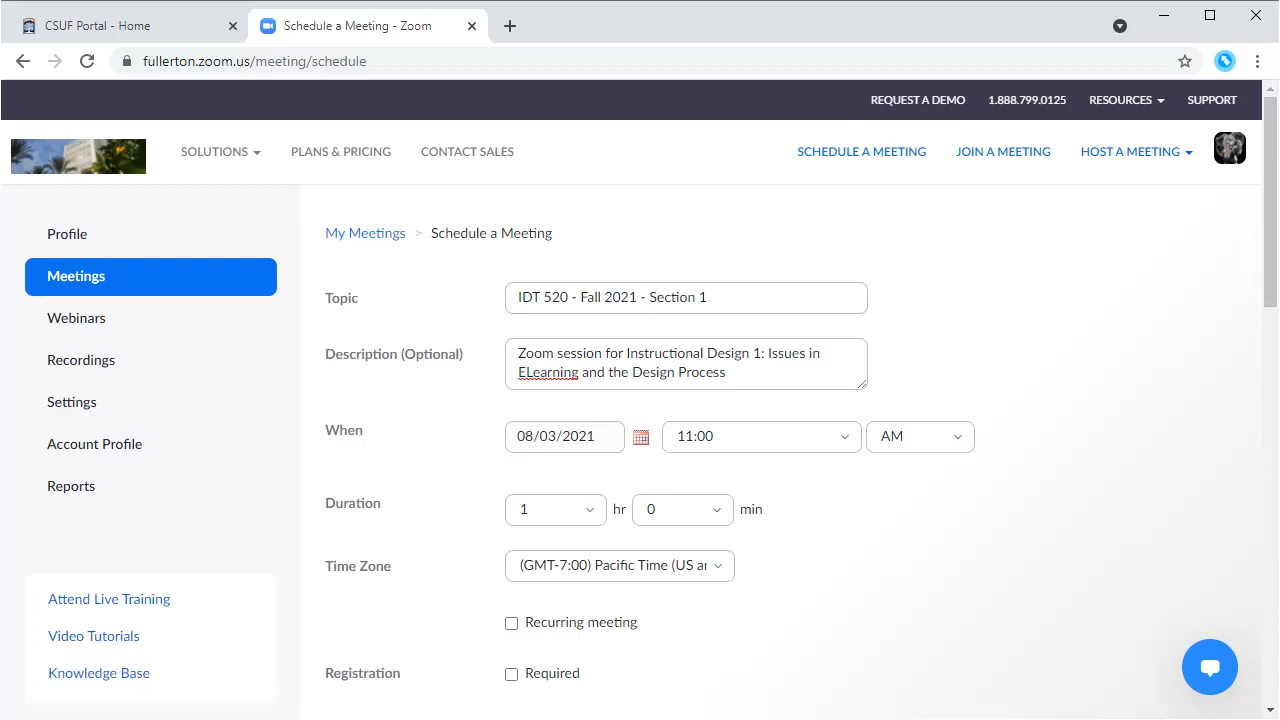 CSUF Portal - Home
Schedule a Meeting - Zoom
fullerton.zoom.us/meeting/schedule
REQUEST A DEMO 1.888.799.0125 RESOURCES SUPPORT
SOLUTIONS PLANS & PRICING CONTACT SALES SCHEDULE A MEETING JOIN A MEETING HOST A MEETING
Profile
Meetings
Webinars
Recordings
Settings
Account Profile
Reports
Attend Live Training
Video Tutorials
Knowledge Base
My Meetings > Schedule a Meeting
Topic IDT 520 - Fall 2021 - Section 1
Description (Optional) Zoom session for Instructional Design 1: Issues in
ELearning and the Design Process
When 08/03/2021 11:00 AM
Duration 1 hr 0 min
Time Zone (GMT-7:00) Pacific Time (US ar
Recurring meeting
Registration Required